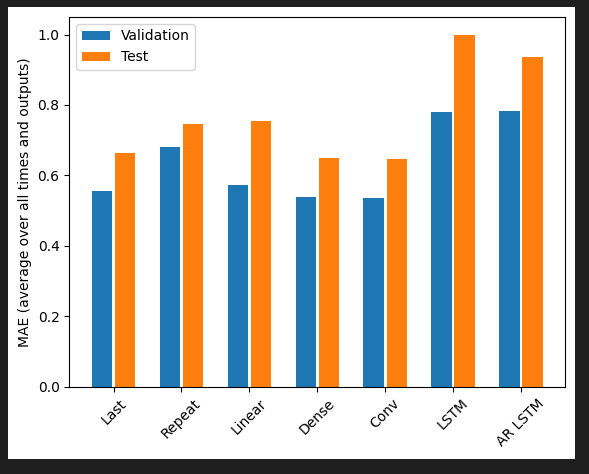 Validation
Test
MAE (average over all times and outputs)
1.0
0.8
0.6
0.4
0.2
0.0
Last
Repeat
Linear
Dense
Conv
LSTM
AR LSTM